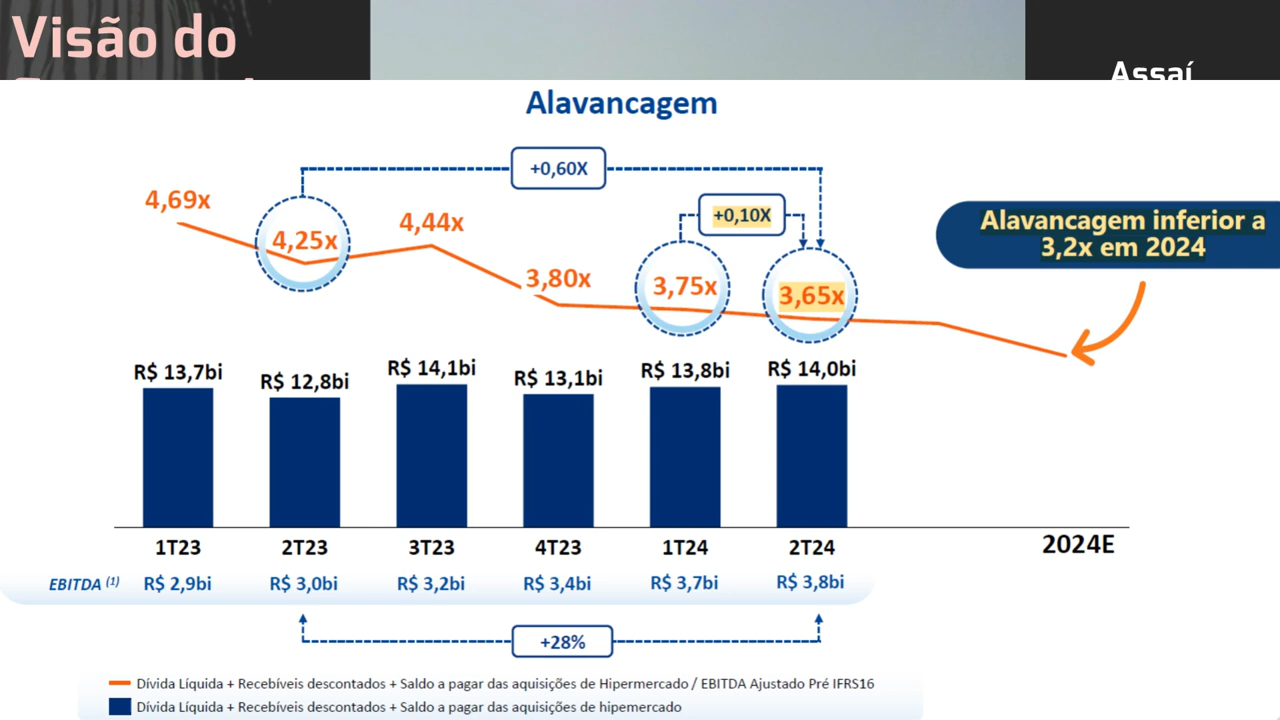 Visão do
Assaí
Alavancagem
+0,60X
4,69x
4,25x
4,44x
3,80x
+0,10X
3,75x
3,65x
Alavancagem inferior a
3,2x em 2024
R$ 13,7bi
R$ 12,8bi
R$ 14,1bi
R$ 13,1bi
R$ 13,8bi
R$ 14,0bi
1T23
2T23
3T23
4T23
1T24
2T24
2024E
EBITDA (1)
R$ 2,9bi
R$ 3,0bi
R$ 3,2bi
R$ 3,4bi
R$ 3,7bi
R$ 3,8bi
+28%
Dívida Líquida + Recebíveis descontados + Saldo a pagar das aquisições de Hipermercado / EBITDA Ajustado Pré IFRS16
Dívida Líquida + Recebíveis descontados + Saldo a pagar das aquisições de hipemercado